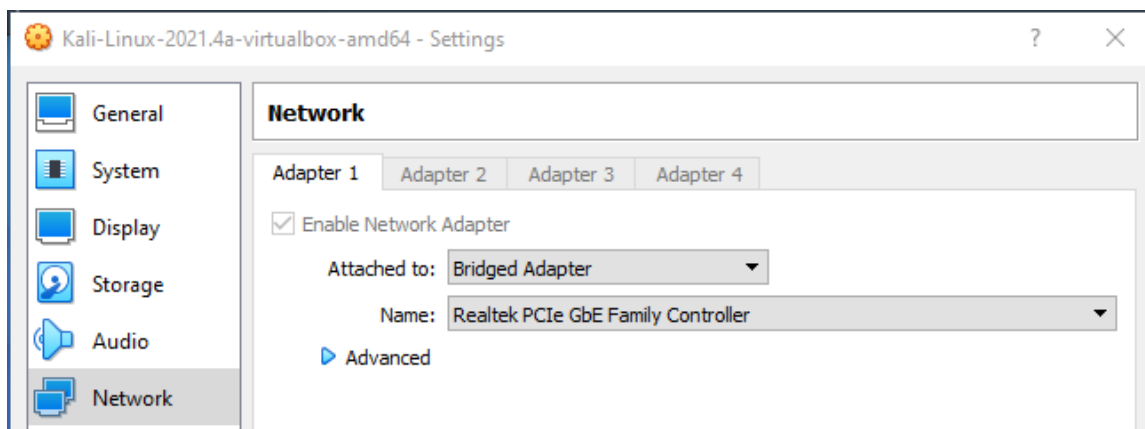 Kali-Linux-2021.4a-virtualbox-amd64 - Settings ?
General
System
Display
Storage
Audio
Network
Network
Adapter 1 Adapter 2 Adapter 3 Adapter 4
Enable Network Adapter
Attached to: Bridged Adapter
Name: Realtek PCIe GbE Family Controller
Advanced